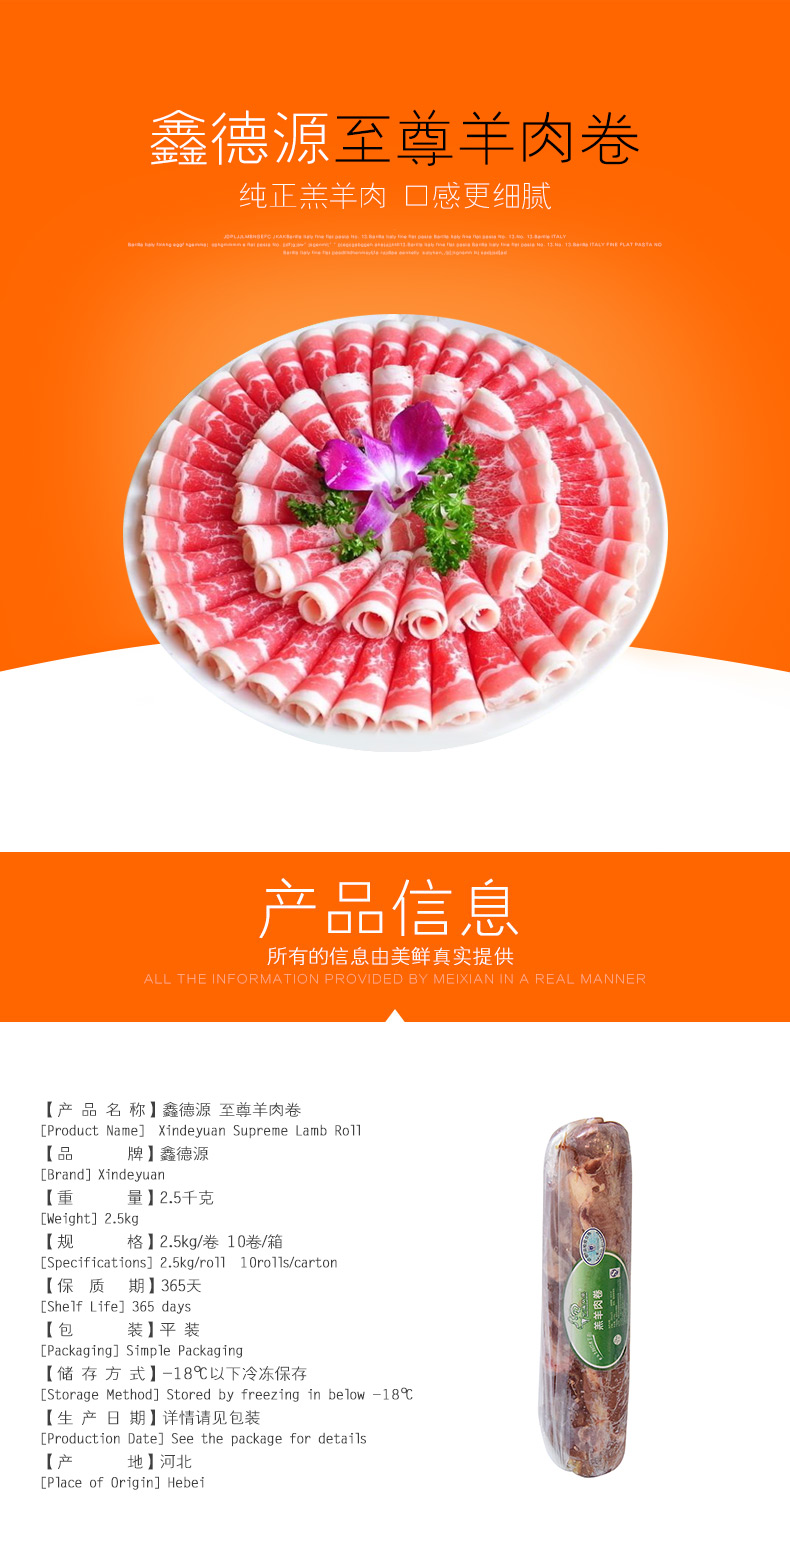 鑫德源至尊羊肉卷
纯正羔羊肉 口感更细腻
产品信息
所有的信息由美鲜真实提供
ALL THE INFORMATION PROVIDED BY MEIXIAN IN A REAL MANNER
【产 品 名 称】鑫德源 至尊羊肉卷
[Product Name] Xindeyuan Supreme Lamb Roll
【品 牌】鑫德源
[Brand] Xindeyuan
【重 量】2.5千克
[Weight] 2.5kg
【规 格】2.5kg/卷 10卷/箱
[Specifications] 2.5kg/roll 10rolls/carton
【保 质 期】365天
[Shelf Life] 365 days
【包 装】平 装
[Packaging] Simple Packaging
【储 存 方 式】-18℃以下冷冻保存
[Storage Method] Stored by freezing in below -18℃
【生 产 日 期】详情请见包装
[Production Date] See the package for details
【产 地】河北
[Place of Origin] Hebei
羔羊肉卷